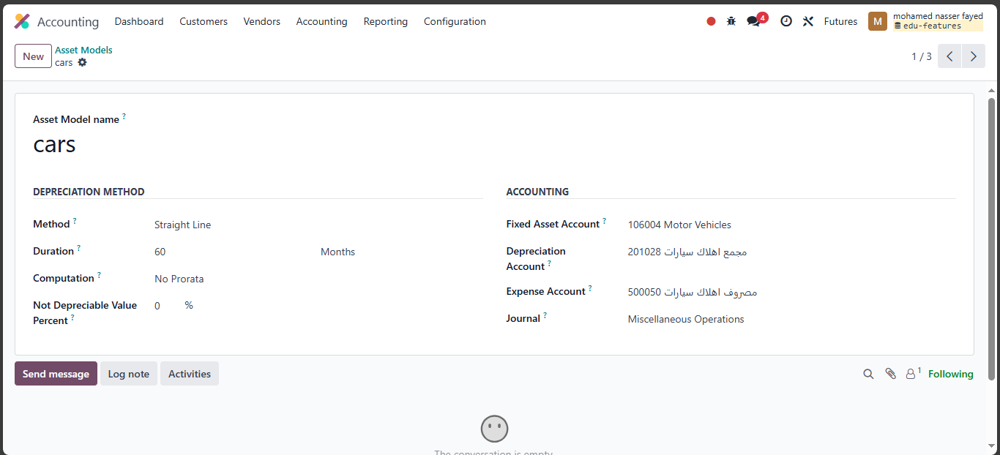 Accounting Dashboard Customers Vendors Accounting Reporting Configuration 4 Futures M mohamed nasser fayed
edu-features
New Asset Models
cars 1 / 3
Asset Model name ?
cars
DEPRECIATION METHOD
Method ? Straight Line
Duration ? 60 Months
Computation ? No Prorata
Not Depreciable Value Percent ? 0 %
ACCOUNTING
Fixed Asset Account ? 106004 Motor Vehicles
Depreciation Account ? 201028 مجمع اهلاك سيارات
Expense Account ? 500050 مصروف اهلاك سيارات
Journal ? Miscellaneous Operations
Send message Log note Activities 1 Following
The conversation is empty